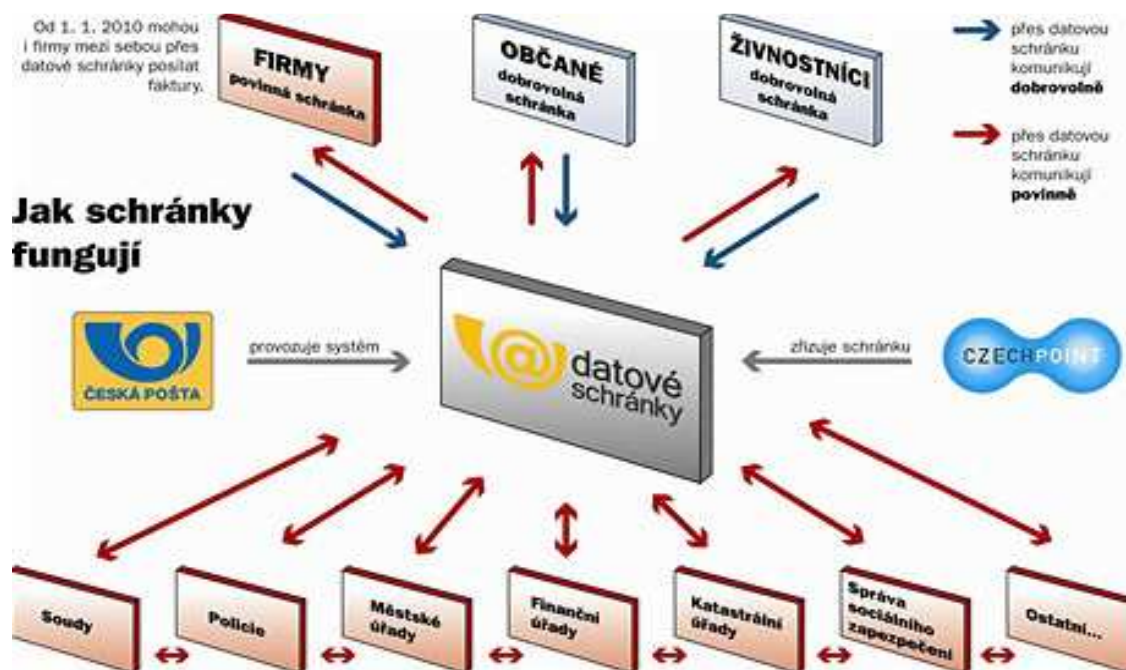 Od 1. 1. 2010 mohou
i firmy mezi sebou přes
datové schránky posítat
faktury.
FIRMY
povinná schránka
OBČANÉ
dobrovolná
schránka
ŽIVNOSTNÍCI
dobrovolná
schránka
přes datovou
schránku
komunikují
dobrovolně
přes datovou
schránku
komunikují
povinně
Jak schránky
fungují
ČESKÁ POŠTA
provozuje systém
@ datové
schránky
zřizuje schránku
CZECHPOINT
Soudy
Policie
Městské
úřady
Finanční
úřady
Katastrální
úřady
Správa
sociálního
zapezpečení
Ostatní...